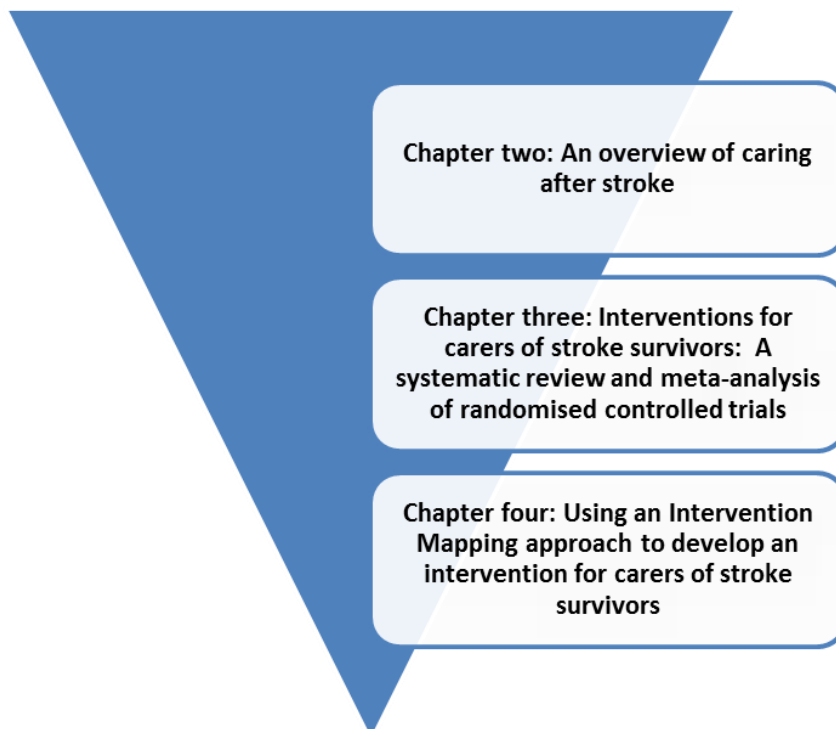 Chapter two: An overview of caring
after stroke
Chapter three: Interventions for
carers of stroke survivors:  A
systematic review and meta-analysis
of randomised controlled trials
Chapter four: Using an Intervention
Mapping approach to develop an
intervention for carers of stroke
survivors